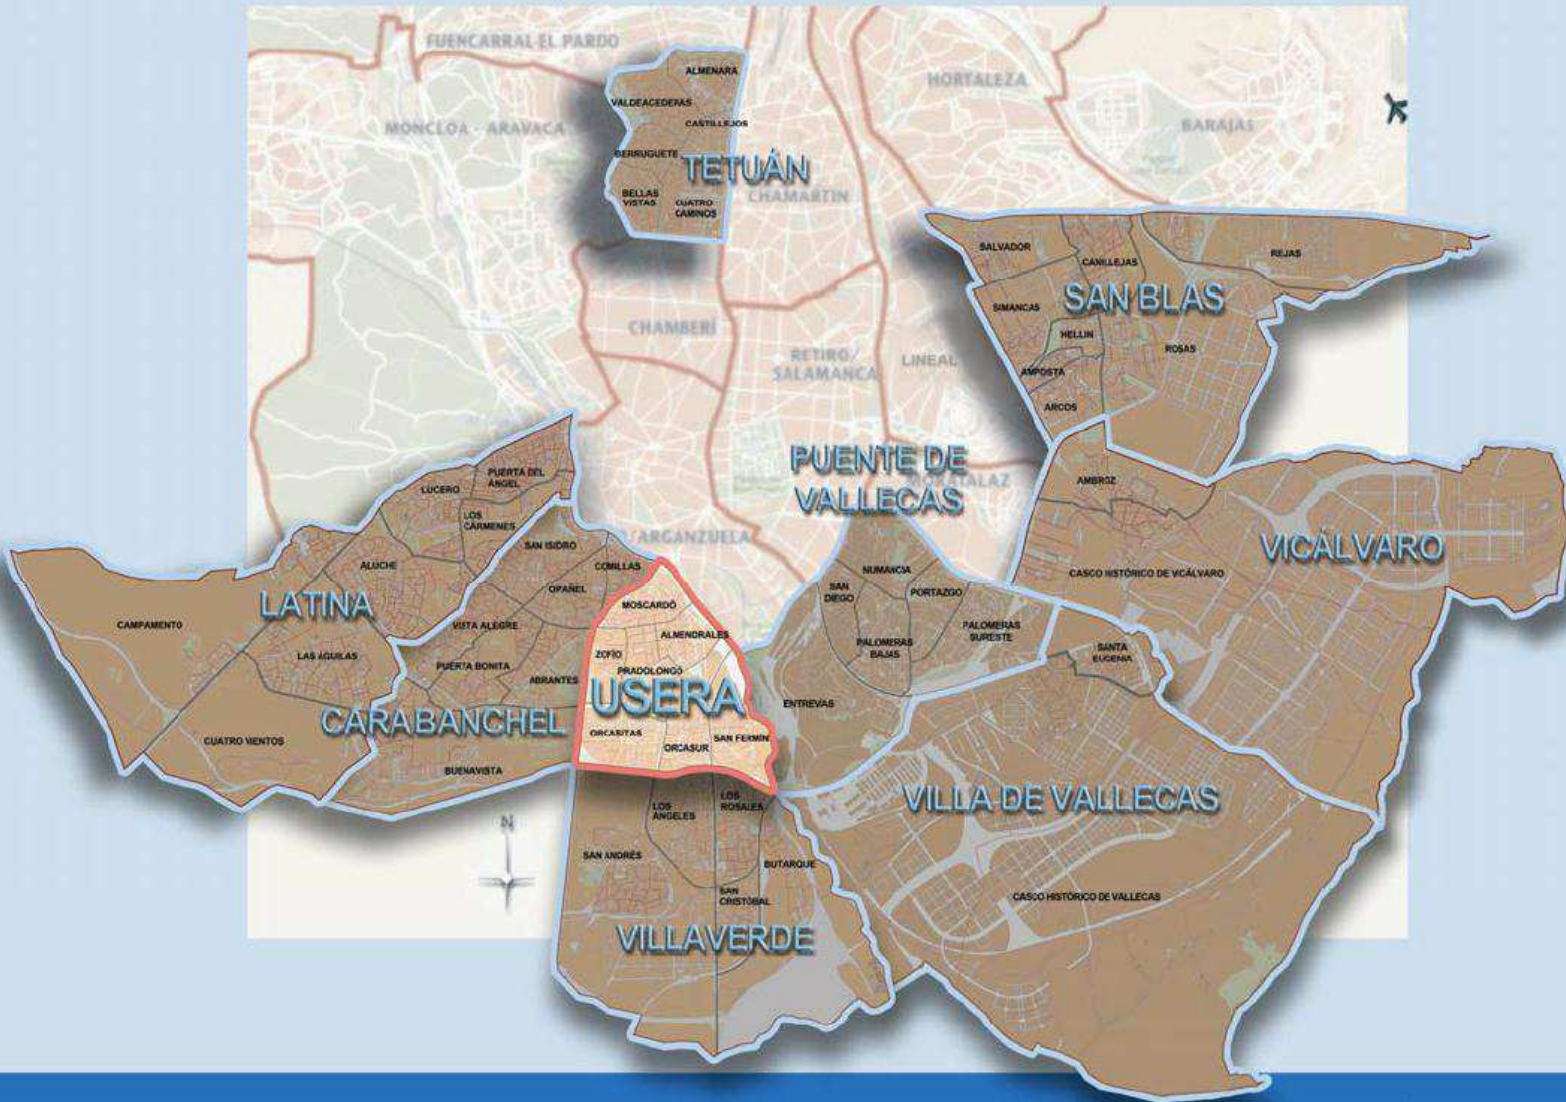 FUENCARRAL-EL PARDO
ALMENARA
HORTALEZA
VALDEACEDERAS
CASTILLEJOS
MONCLOA - ARAVACA
BARAJAS
BERRUGUETE
TETUÁN
BELLAS
VISTAS
CUATRO
CAMINOS
CHAMARTIN
SALVADOR
CANILLEJAS
REJAS
SAN BLAS
SIMANCAS
CHAMBERÍ
HELLIN
ROSAS
RETIRO/
SALAMANCA
LINEAL
AMPOSTA
ARCOS
PUENTE DE
VALLECAS
MORATALAZ
PUERTA DEL
ÁNGEL
LUCERO
AMBROZ
LOS
CÁRMENES
ARGANZUELA
SAN ISIDRO
VICÁLVARO
ALUCHE
COMILLAS
NUMANCIA
CASCO HISTÓRICO DE VICÁLVARO
OPAÑEL
SAN
DIEGO
PORTAZGO
LATINA
MOSCARDÓ
CAMPAMENTO
VISTA ALEGRE
ALMENDRALES
PALOMERAS
SURESTE
PALOMERAS
BAJAS
SANTA
EUGENIA
LAS ÁGUILAS
ZOFÍO
PUERTA BONITA
PRADOLONGO
ABRANTES
USERA
ENTREVÍAS
CARABANCHEL
ORCASITAS
SAN FERMÍN
CUATRO VIENTOS
ORCASUR
BUENAVISTA
VILLA DE VALLECAS
LOS
ÁNGELES
LOS
ROSALES
N
SAN ANDRÉS
BUTARQUE
SAN
CRISTÓBAL
CASCO HISTÓRICO DE VALLECAS
VILLAVERDE